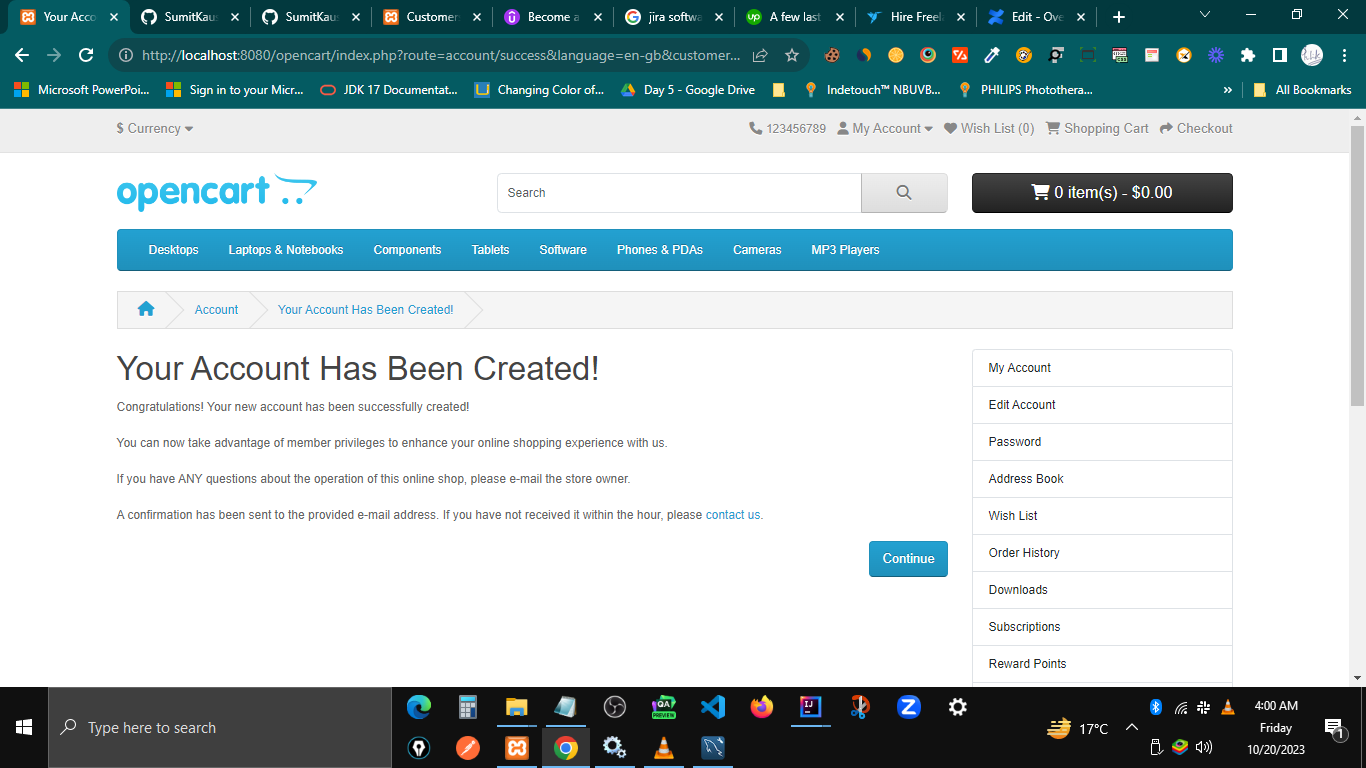 Your Acco
SumitKaus
SumitKaus
Customer
Become a
jira softwa
A few last
Hire Freela
Edit - Ove
http://localhost:8080/opencart/index.php?route=account/success&language=en-gb&customer...
Microsoft PowerPoi...
Sign in to your Micr...
JDK 17 Documentat...
Changing Color of...
Day 5 - Google Drive
Indetouch™ NBUVB...
PHILIPS Photothera...
»
All Bookmarks
$ Currency
123456789
My Account
Wish List (0)
Shopping Cart
Checkout
opencart
Search
0 item(s) - $0.00
Desktops
Laptops & Notebooks
Components
Tablets
Software
Phones & PDAs
Cameras
MP3 Players
Account
Your Account Has Been Created!
Your Account Has Been Created!
Congratulations! Your new account has been successfully created!
You can now take advantage of member privileges to enhance your online shopping experience with us.
If you have ANY questions about the operation of this online shop, please e-mail the store owner.
A confirmation has been sent to the provided e-mail address. If you have not received it within the hour, please contact us.
Continue
My Account
Edit Account
Password
Address Book
Wish List
Order History
Downloads
Subscriptions
Reward Points
Type here to search
QA
PREVIEW
IJ
Z
17°C
4:00 AM
Friday
10/20/2023
1